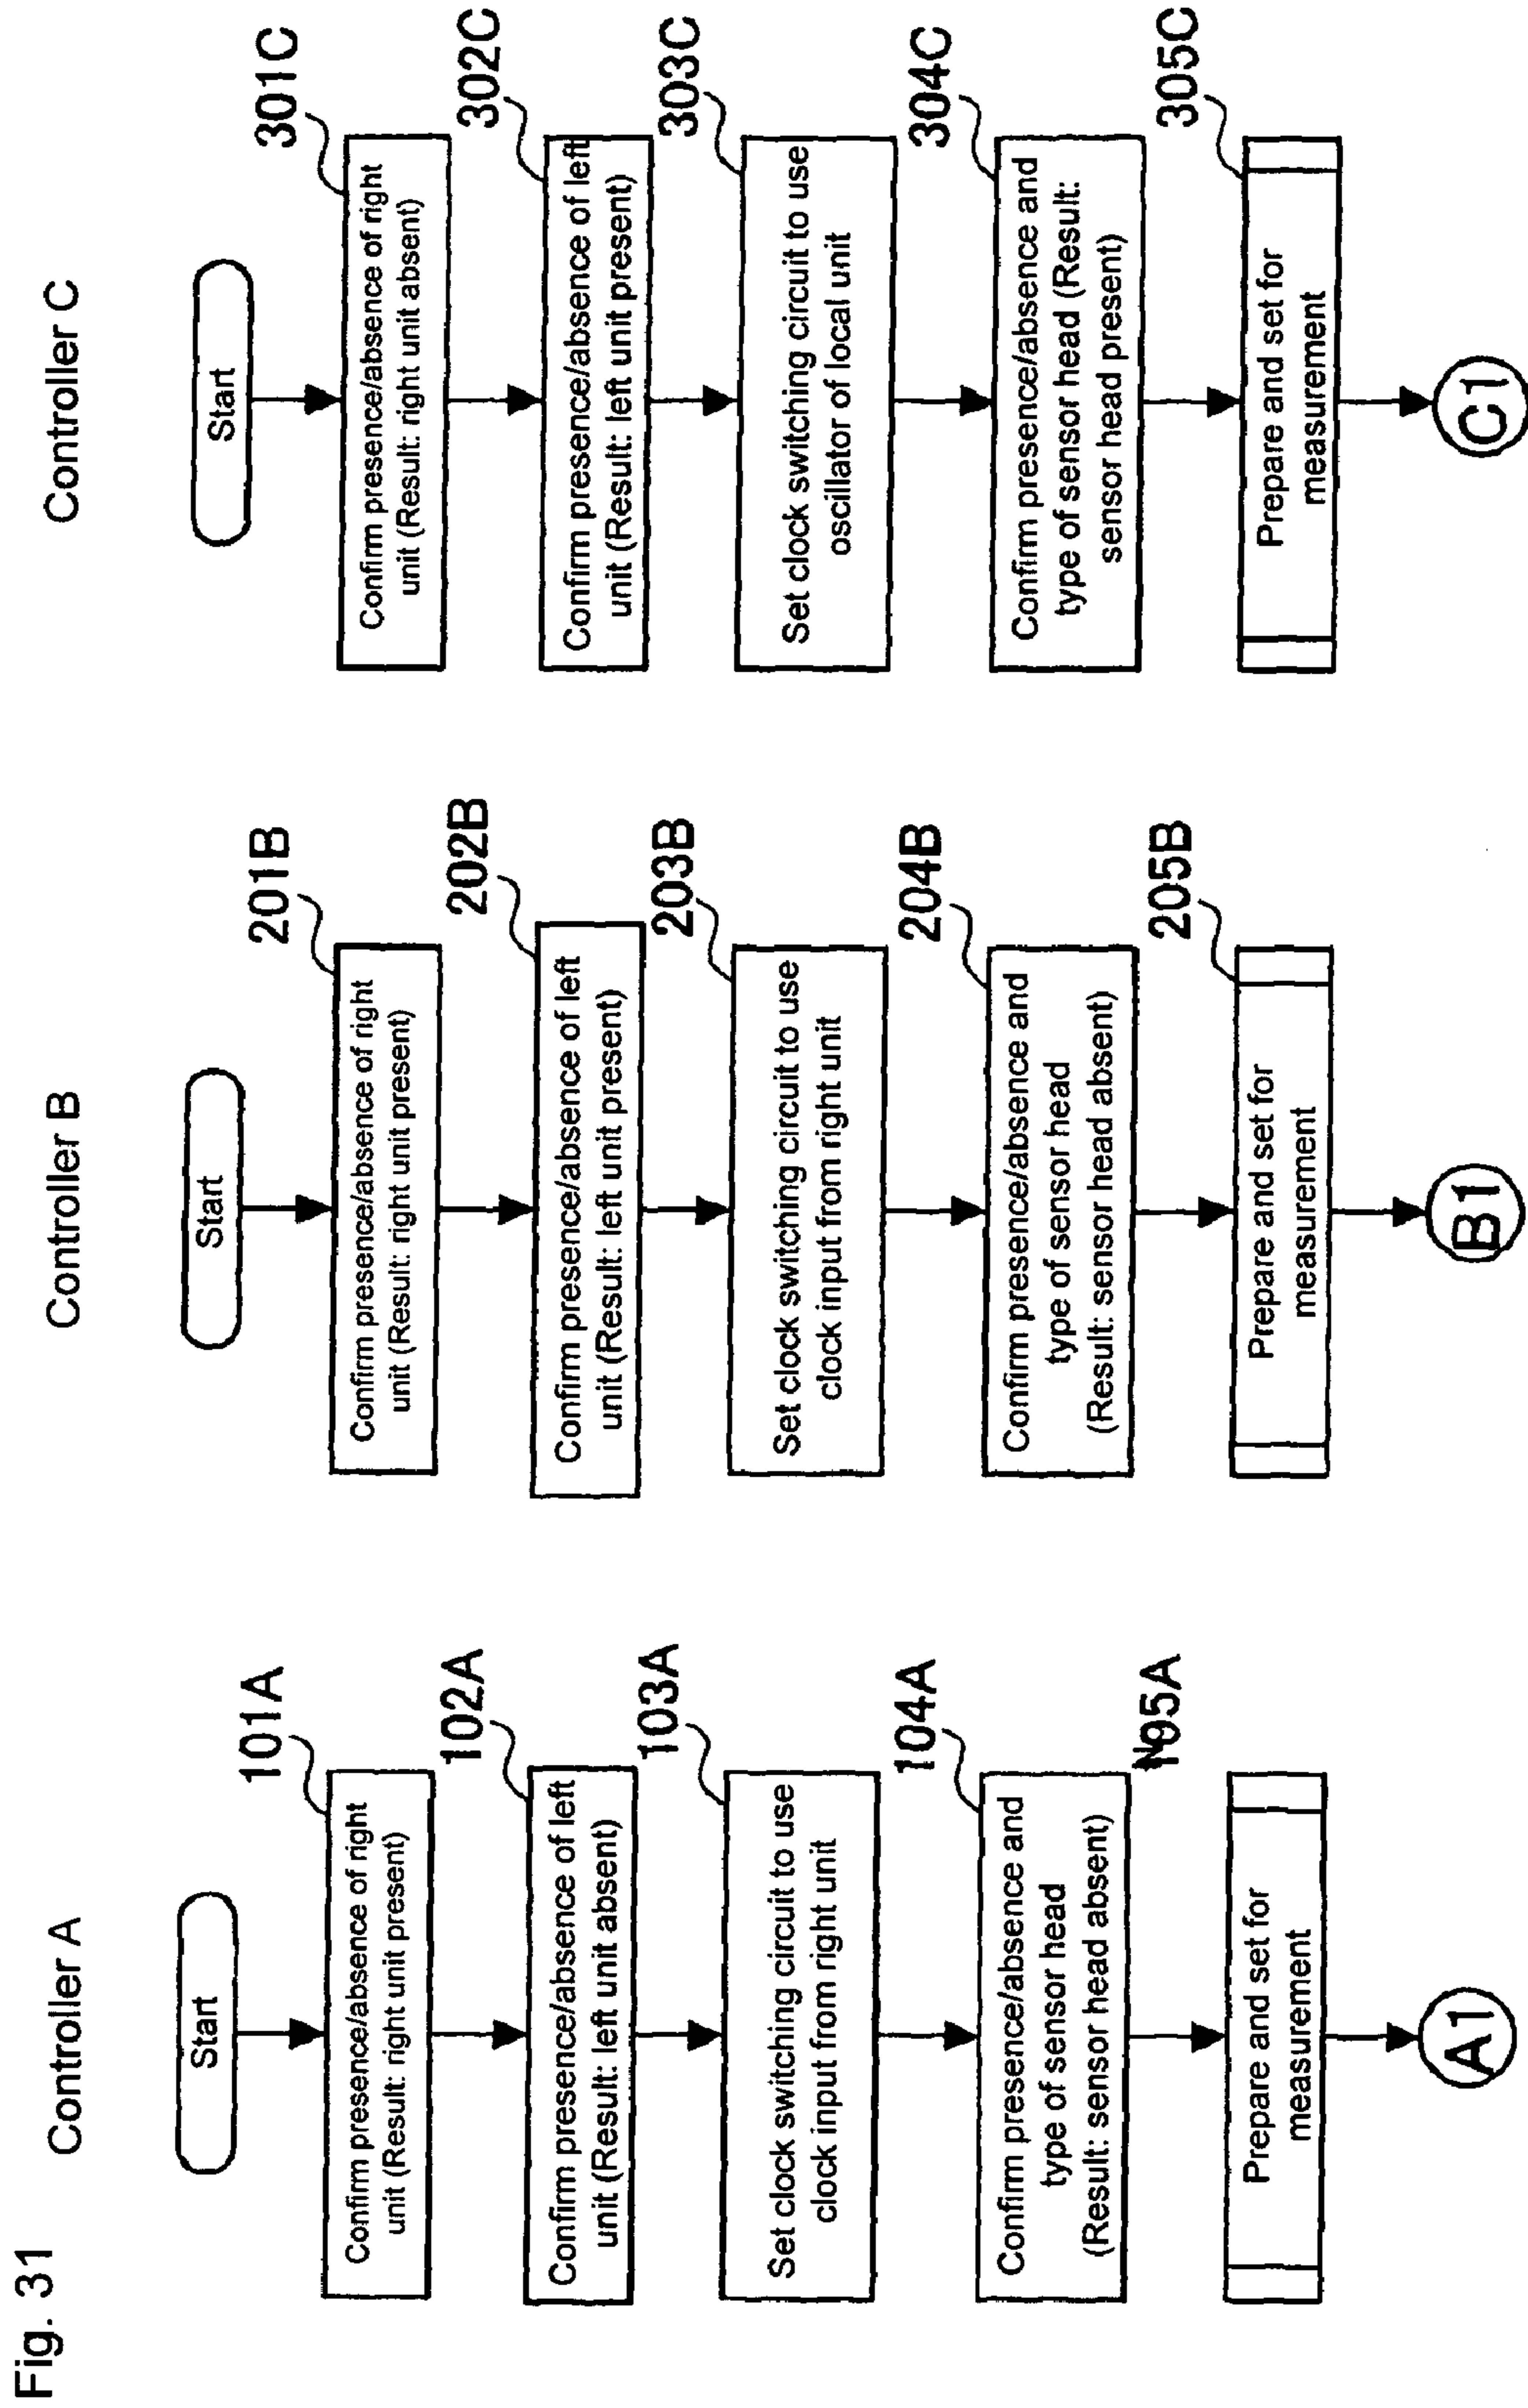 Fig. 31
Controller A
Start
101A
Confirm presence/absence of right
unit (Result: right unit present)
102A
Confirm presence/absence of left
unit (Result: left unit absent)
103A
Set clock switching circuit to use
clock input from right unit
104A
Confirm presence/absence and
type of sensor head
(Result: sensor head absent)
105A
Prepare and set for
measurement
A1
Controller B
Start
201B
Confirm presence/absence of right
unit (Result: right unit present)
202B
Confirm presence/absence of left
unit (Result: left unit present)
203B
Set clock switching circuit to use
clock input from right unit
204B
Confirm presence/absence and
type of sensor head
(Result: sensor head absent)
205B
Prepare and set for
measurement
B1
Controller C
Start
301C
Confirm presence/absence of right
unit (Result: right unit absent)
302C
Confirm presence/absence of left
unit (Result: left unit present)
303C
Set clock switching circuit to use
oscillator of local unit
304C
Confirm presence/absence and
type of sensor head (Result:
sensor head present)
305C
Prepare and set for
measurement
C1